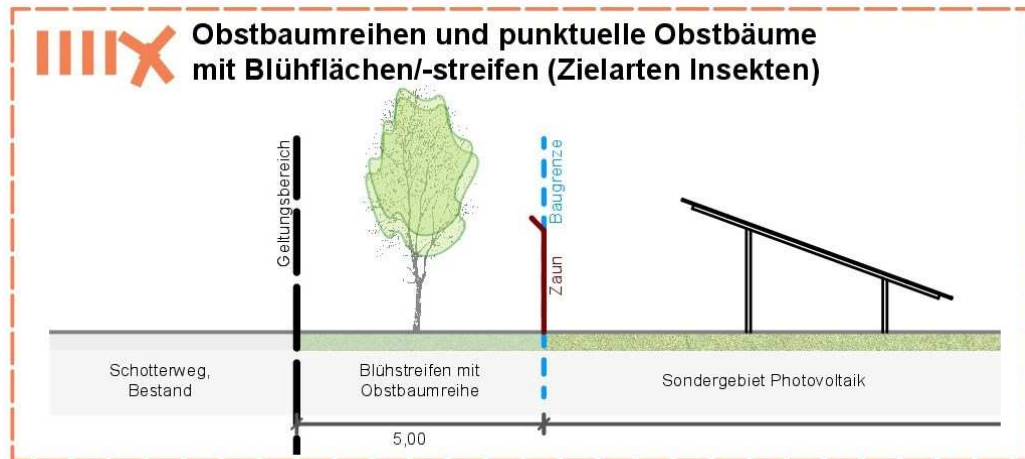 Obstbaumreihen und punktuelle Obstbäume
mit Blühflächen/-streifen (Zielarten Insekten)
Geltungsbereich
Baugrenze
Zaun
Schotterweg,
Bestand
Blühstreifen mit
Obstbaumreihe
Sondergebiet Photovoltaik
5,00